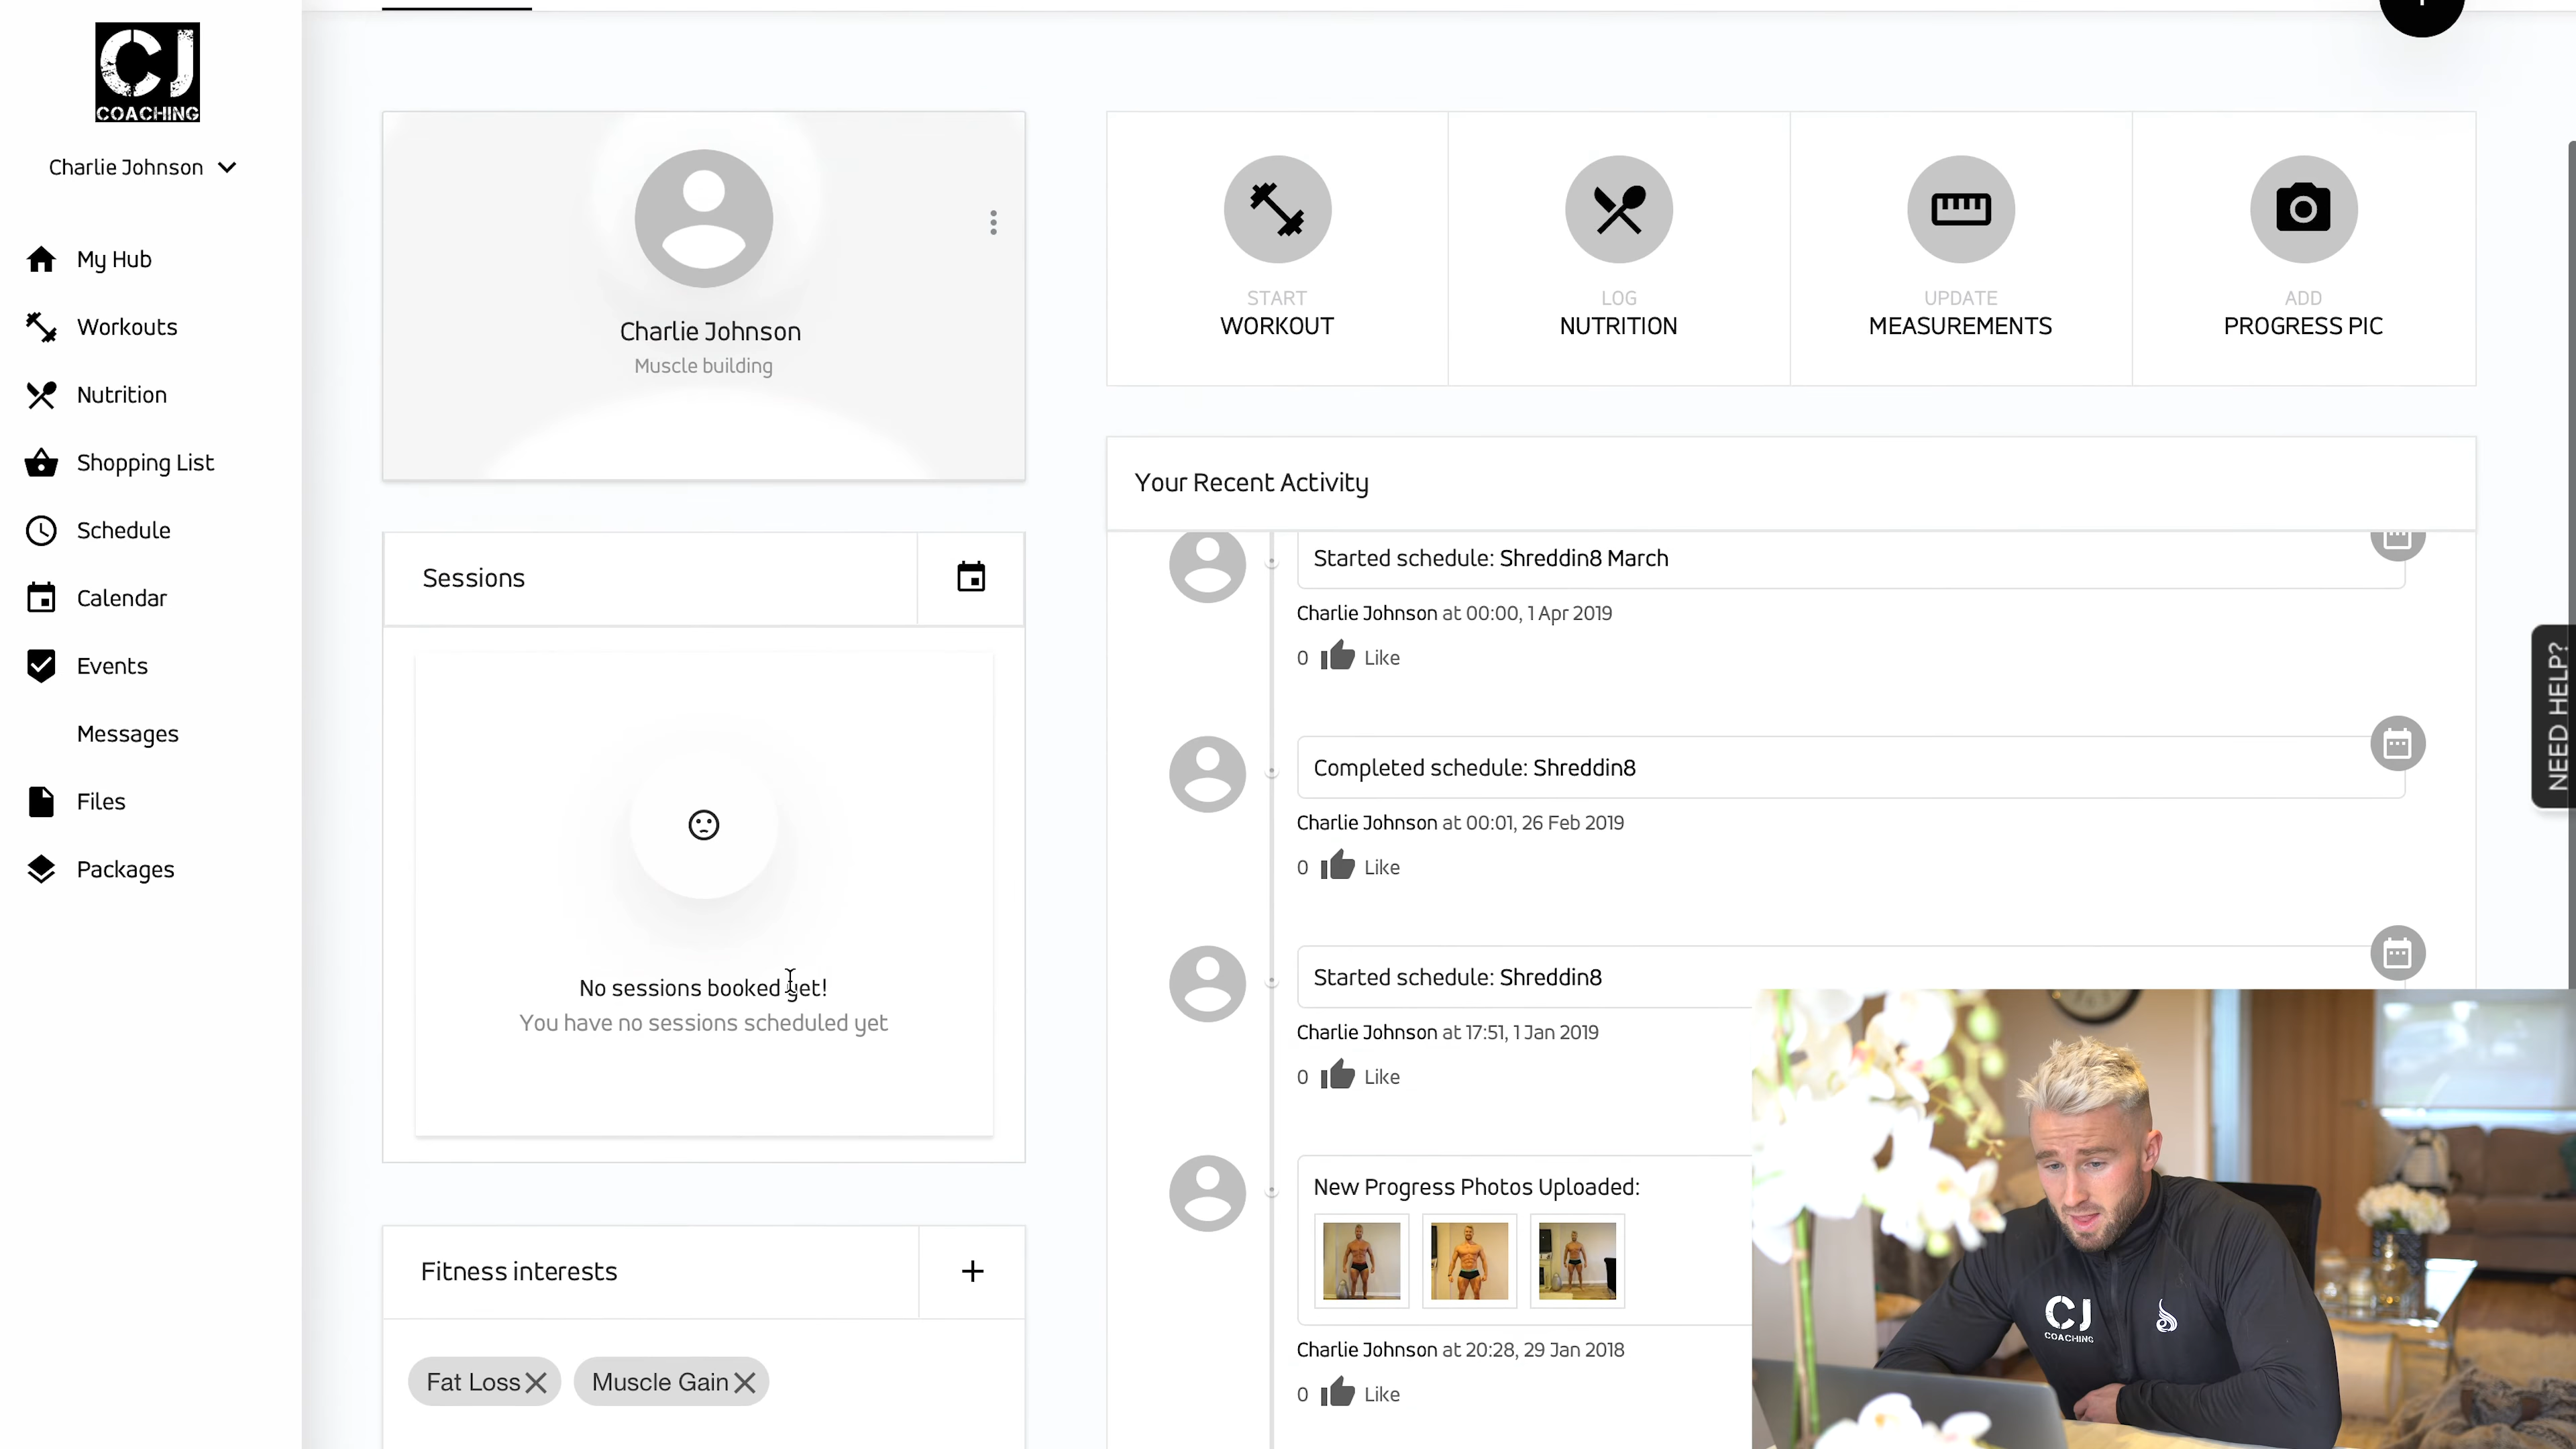 CJ
COACHING
Charlie Johnson
My Hub
Workouts
Nutrition
Shopping List
Schedule
Calendar
Events
Messages
Files
Packages
Charlie Johnson
Muscle building
Sessions
No sessions booked yet!
You have no sessions scheduled yet
Fitness interests
Fat Loss
Muscle Gain
START
WORKOUT
LOG
NUTRITION
UPDATE
MEASUREMENTS
ADD
PROGRESS PIC
Your Recent Activity
Started schedule: Shreddin8 March
Charlie Johnson at 00:00, 1 Apr 2019
0 Like
Completed schedule: Shreddin8
Charlie Johnson at 00:01, 26 Feb 2019
0 Like
Started schedule: Shreddin8
Charlie Johnson at 17:51, 1 Jan 2019
0 Like
New Progress Photos Uploaded:
Charlie Johnson at 20:28, 29 Jan 2018
0 Like
NEED HELP?
CJ
COACHING